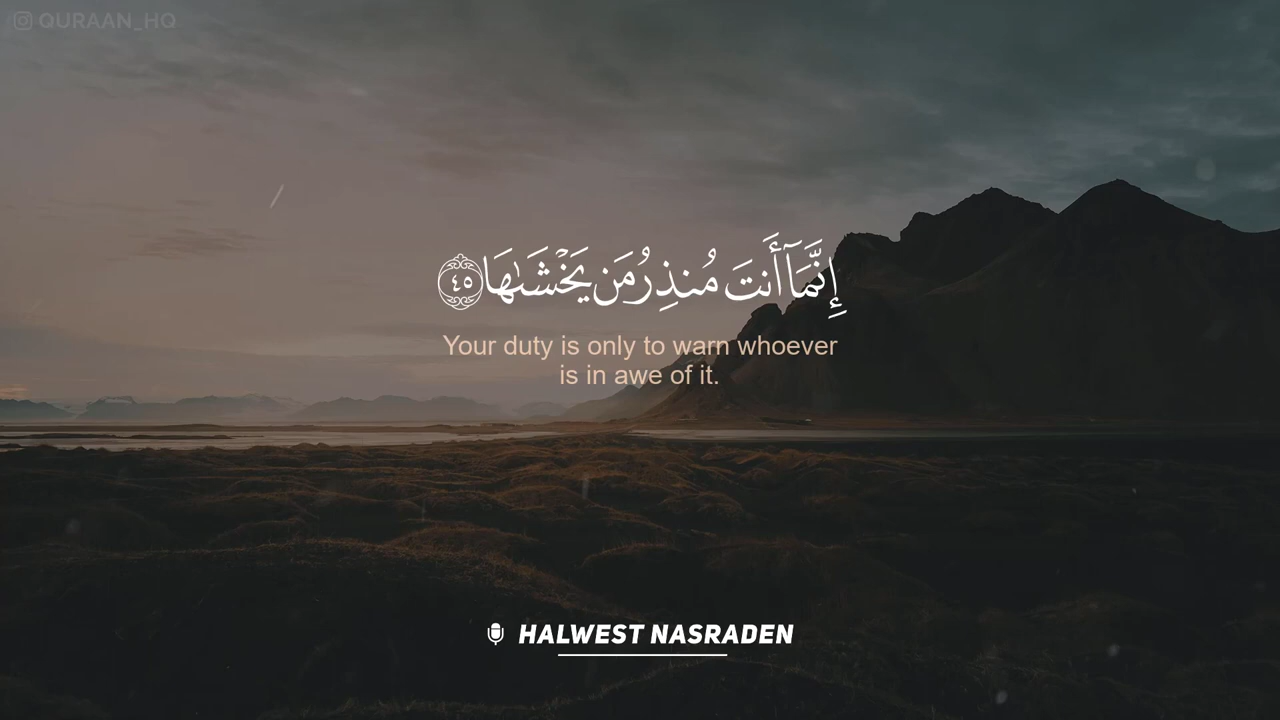 QURAAN_HQ
إِنَّمَآ أَنتَ مُنذِرُ مَن يَخْشَىٰهَا ٤٥
Your duty is only to warn whoever
is in awe of it.
HALWEST NASRADEN